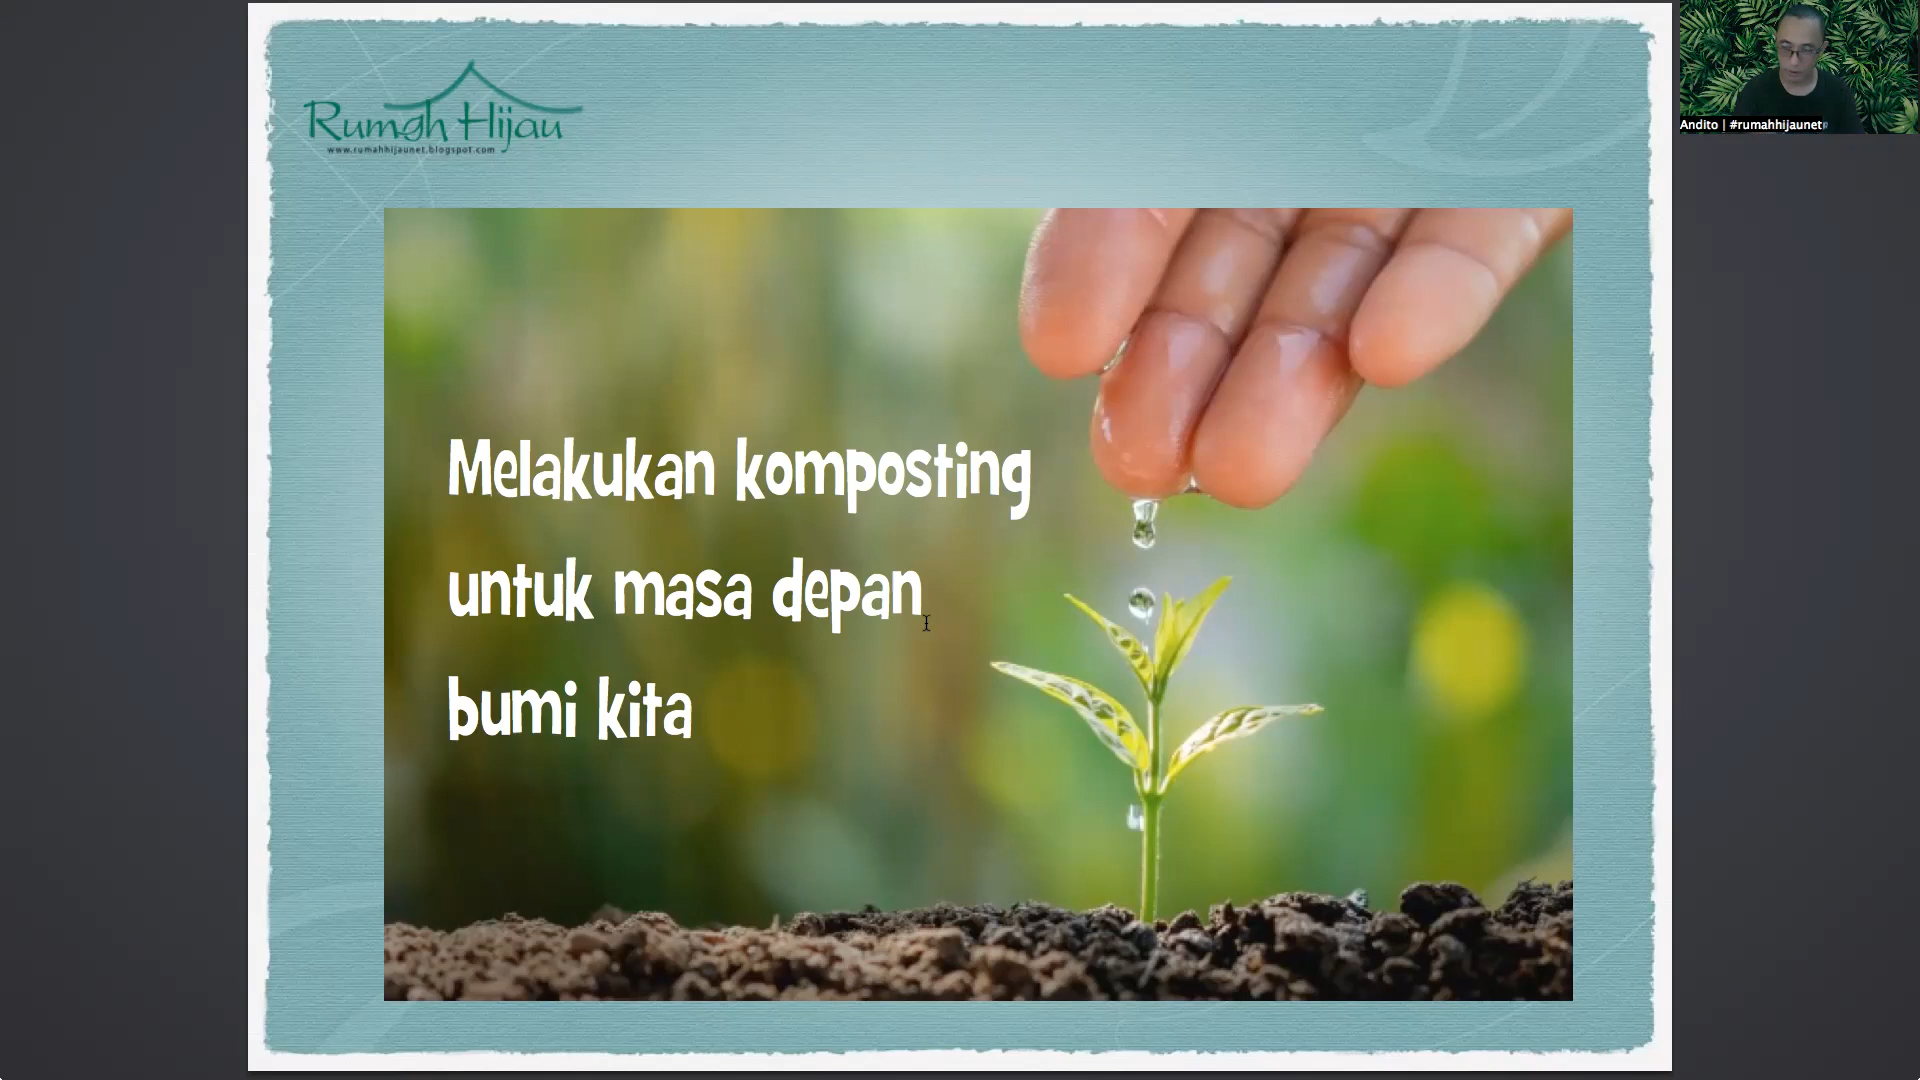 Rumah Hijau
www.rumahhijaunet.blogspot.com
Andito | #rumahhijaunet
Melakukan komposting
untuk masa depan
bumi kita